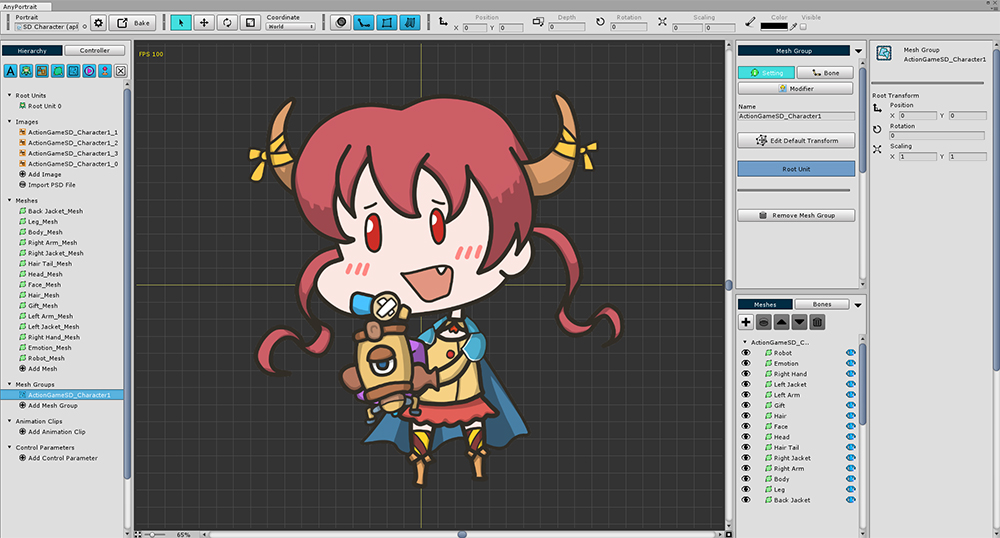 AnyPortrait
Portrait
SD Character (apl
Bake
Coordinate
World
Position
X 0 Y 0
Depth
0
Rotation
0
Scaling
0 0
Color
Visible
Hierarchy
Controller
A
Root Units
Root Unit 0
Images
ActionGameSD_Character1_1
ActionGameSD_Character1_2
ActionGameSD_Character1_3
ActionGameSD_Character1_0
Add Image
Import PSD File
Meshes
Back Jacket_Mesh
Leg_Mesh
Body_Mesh
Right Arm_Mesh
Right Jacket_Mesh
Hair Tail_Mesh
Head_Mesh
Face_Mesh
Hair_Mesh
Gift_Mesh
Left Arm_Mesh
Left Jacket_Mesh
Right Hand_Mesh
Emotion_Mesh
Robot_Mesh
Add Mesh
Mesh Groups
ActionGameSD_Character1
Add Mesh Group
Animation Clips
Add Animation Clip
Control Parameters
Add Control Parameter
FPS 100
65%
Mesh Group
Setting
Bone
Modifier
Name
ActionGameSD_Character1
Edit Default Transform
Root Unit
Remove Mesh Group
Meshes
Bones
ActionGameSD_C...
Robot
Emotion
Right Hand
Left Jacket
Left Arm
Gift
Hair
Face
Head
Hair Tail
Right Jacket
Right Arm
Body
Leg
Back Jacket
Mesh Group
ActionGameSD_Character1
Root Transform
Position
X 0 Y 0
Rotation
0
Scaling
X 1 Y 1